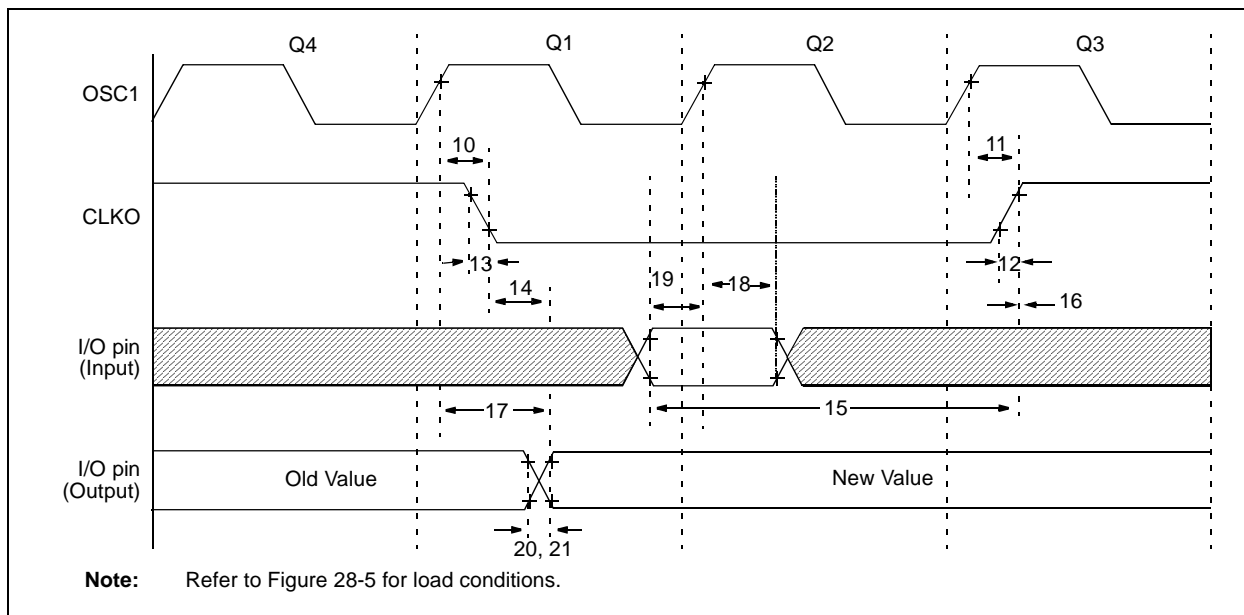 Q4 Q1 Q2 Q3
OSC1
10 11
CLKO
13 12
14 19 18 16
I/O pin
(Input)
17 15
I/O pin
(Output)
Old Value New Value
20, 21
Note: Refer to Figure 28-5 for load conditions.